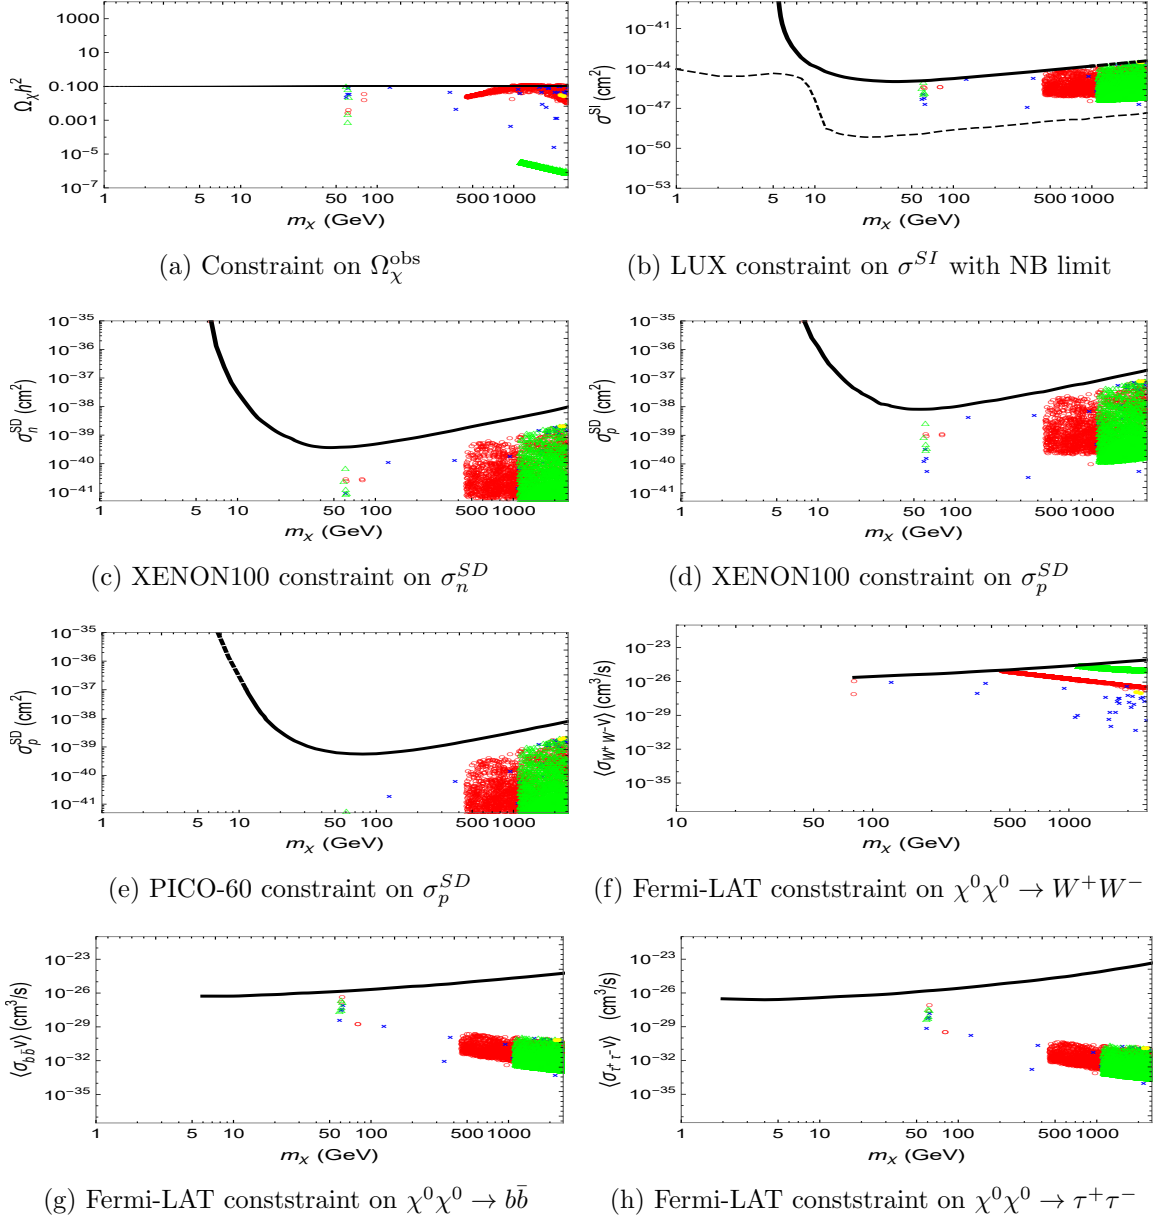 1000
10
0.100
0.001
10⁻⁵
10⁻⁷
Ωχh²
1 5 10 50 100 500 1000
mχ (GeV)
(a) Constraint on Ωχ^obs
10⁻⁴¹
10⁻⁴⁴
10⁻⁴⁷
10⁻⁵⁰
10⁻⁵³
σ^SI (cm²)
1 5 10 50 100 500 1000
mχ (GeV)
(b) LUX constraint on σ^SI with NB limit
10⁻³⁵
10⁻³⁶
10⁻³⁷
10⁻³⁸
10⁻³⁹
10⁻⁴⁰
10⁻⁴¹
σₙ^SD (cm²)
1 5 10 50 100 500 1000
mχ (GeV)
(c) XENON100 constraint on σₙ^SD
10⁻³⁵
10⁻³⁶
10⁻³⁷
10⁻³⁸
10⁻³⁹
10⁻⁴⁰
10⁻⁴¹
σₚ^SD (cm²)
1 5 10 50 100 500 1000
mχ (GeV)
(d) XENON100 constraint on σₚ^SD
10⁻³⁵
10⁻³⁶
10⁻³⁷
10⁻³⁸
10⁻³⁹
10⁻⁴⁰
10⁻⁴¹
σₚ^SD (cm²)
1 5 10 50 100 500 1000
mχ (GeV)
(e) PICO-60 constraint on σₚ^SD
10⁻²³
10⁻²⁶
10⁻²⁹
10⁻³²
10⁻³⁵
⟨σ_W⁺W⁻v⟩ (cm³/s)
10 50 100 500 1000
mχ (GeV)
(f) Fermi-LAT conststraint on χ⁰χ⁰ → W⁺W⁻
10⁻²³
10⁻²⁶
10⁻²⁹
10⁻³²
10⁻³⁵
⟨σ_bb̄v⟩ (cm³/s)
1 5 10 50 100 500 1000
mχ (GeV)
(g) Fermi-LAT conststraint on χ⁰χ⁰ → bb̄
10⁻²³
10⁻²⁶
10⁻²⁹
10⁻³²
10⁻³⁵
⟨σ_τ⁺τ⁻v⟩ (cm³/s)
1 5 10 50 100 500 1000
mχ (GeV)
(h) Fermi-LAT conststraint on χ⁰χ⁰ → τ⁺τ⁻